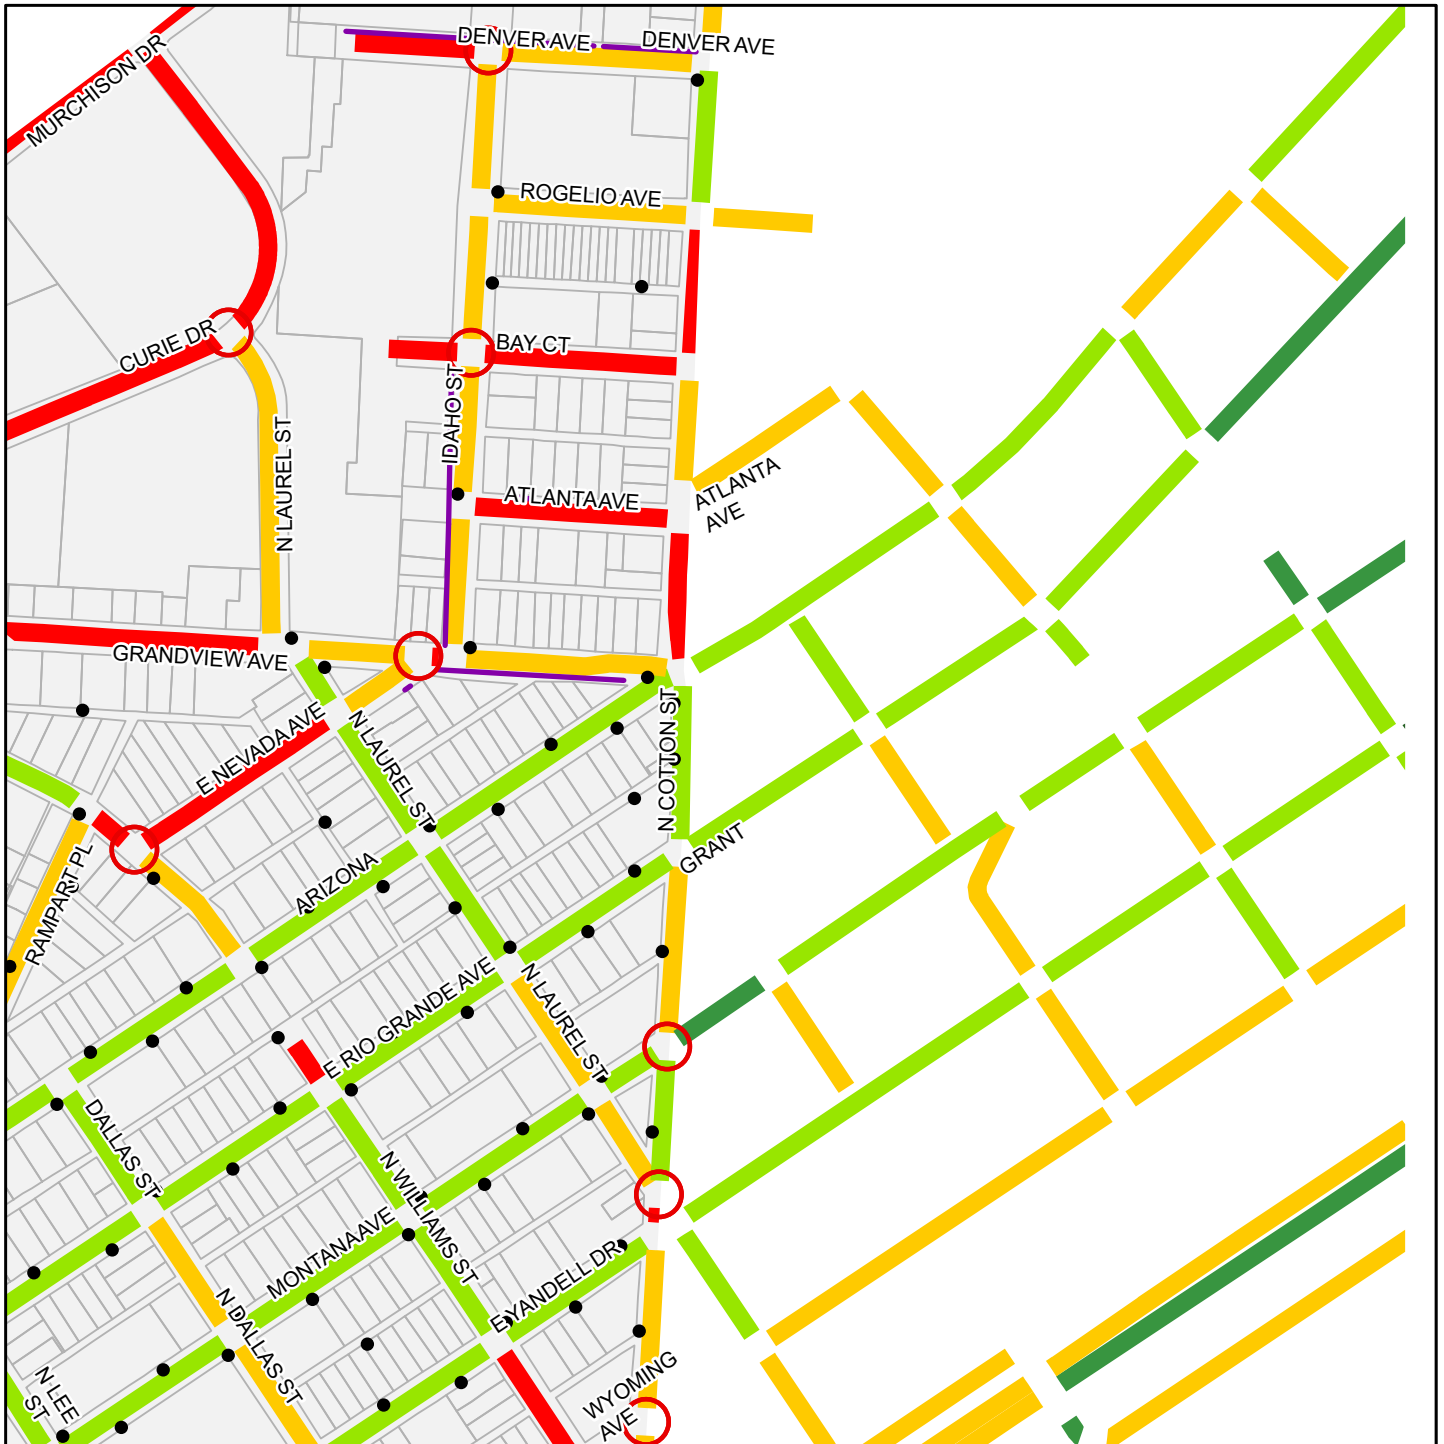 DENVER AVE
DENVER AVE
MURCHISON DR
ROGELIO AVE
CURIE DR
BAY CT
IDAHO ST
N LAUREL ST
ATLANTA
AVE
ATLANTA AVE
GRANDVIEW AVE
E NEVADA AVE
N LAUREL ST
N COTTON ST
GRANT
RAMPART PL
ARIZONA
E RIO GRANDE AVE
N LAUREL ST
DALLAS ST
N WILLIAMS ST
MONTANA AVE
E YANDELL DR
N DALLAS ST
N LEE
ST
WYOMING
AVE